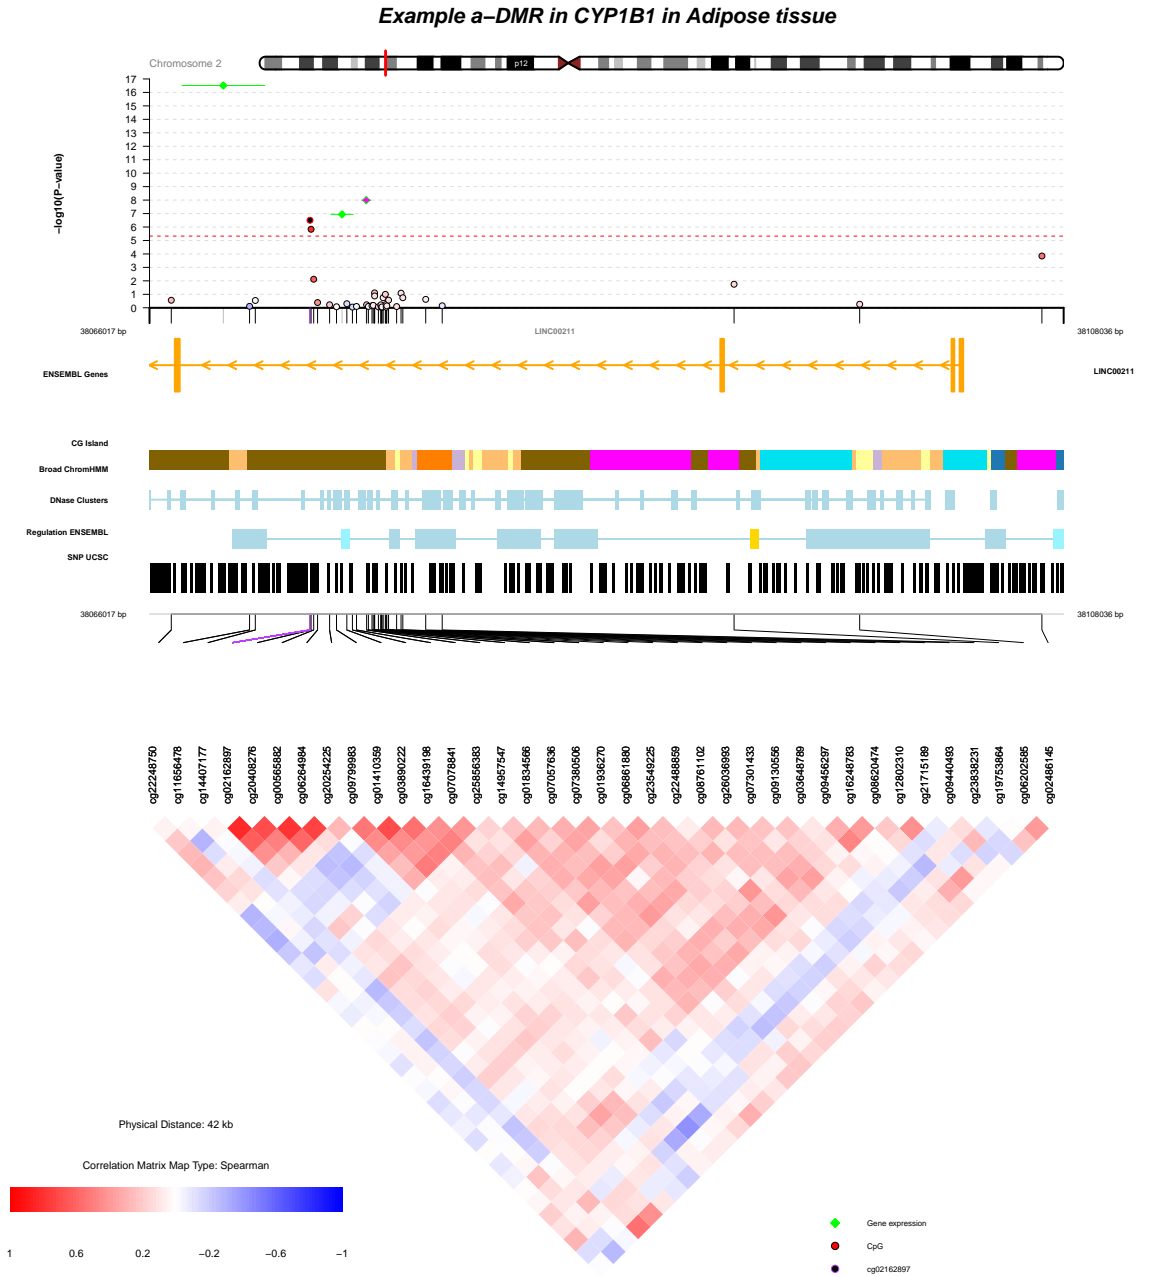 Example a–DMR in CYP1B1 in Adipose tissue
Chromosome 2
p12
–log10(P–value)
17
16
15
14
13
12
11
10
9
8
7
6
5
4
3
2
1
0
38066017 bp
LINC00211
38108036 bp
ENSEMBL Genes
LINC00211
CG Island
Broad ChromHMM
DNase Clusters
Regulation ENSEMBL
SNP UCSC
38066017 bp
38108036 bp
cg22248750
cg11656478
cg14407177
cg02162897
cg20408276
cg00565882
cg06264984
cg20254225
cg09799983
cg01410359
cg03890222
cg16439198
cg07078841
cg25856383
cg14957547
cg01834566
cg07057636
cg07380506
cg01936270
cg06861880
cg23549225
cg22488859
cg08761102
cg26036993
cg07301433
cg09130556
cg03648789
cg09456297
cg16248783
cg08620474
cg12802310
cg21715189
cg09440493
cg23838231
cg19753864
cg06202585
cg02486145
Physical Distance: 42 kb
Correlation Matrix Map Type: Spearman
1 0.6 0.2 –0.2 –0.6 –1
Gene expression
CpG
cg02162897